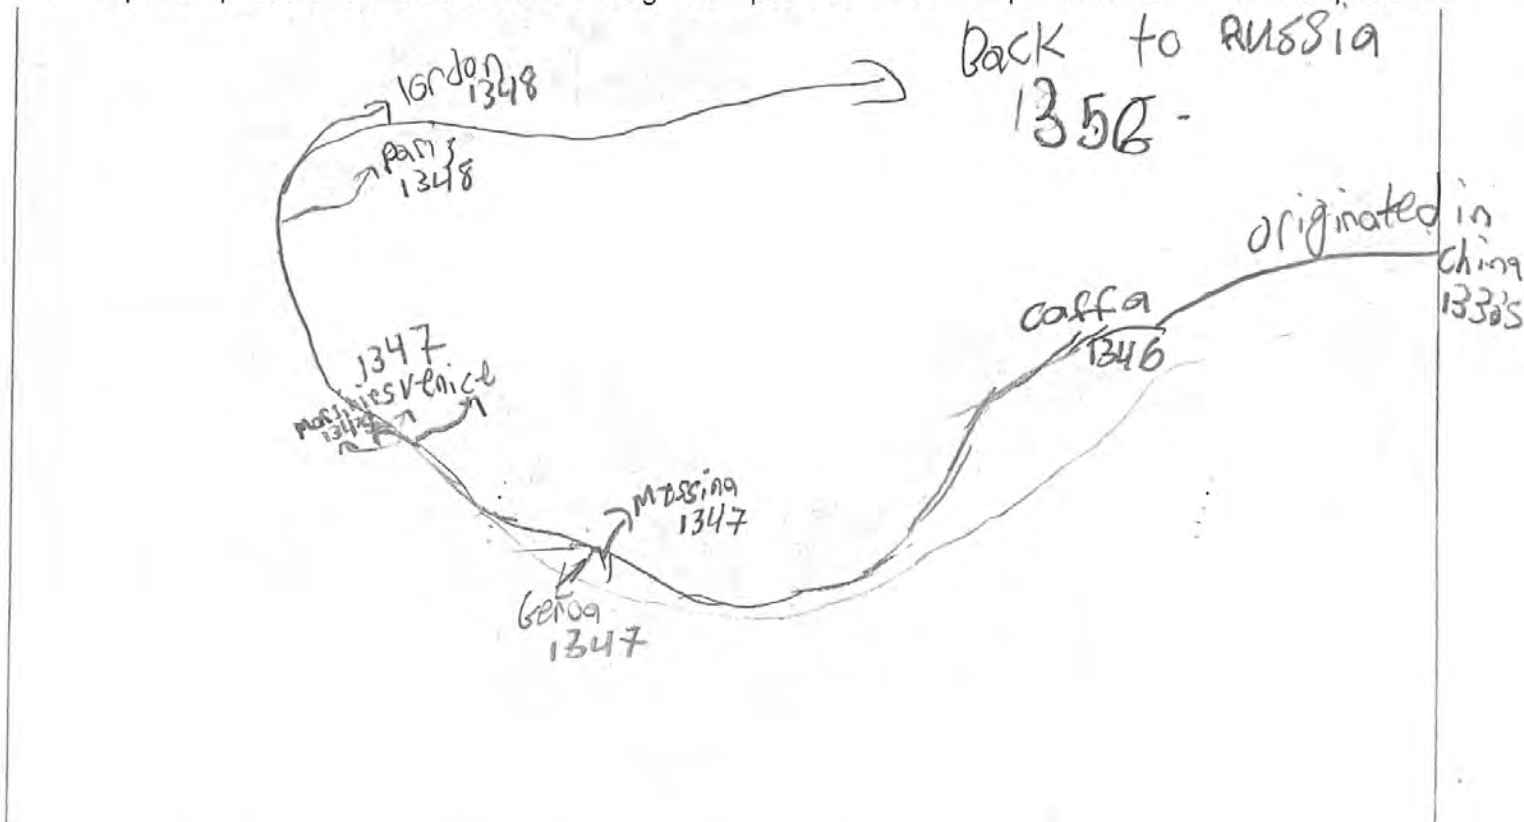 Back to RUSSia
london
1348
paris
1348
originated in
china
1330's
caffa
1346
1347
venice
1347
Messina
1347
Genoa
1347